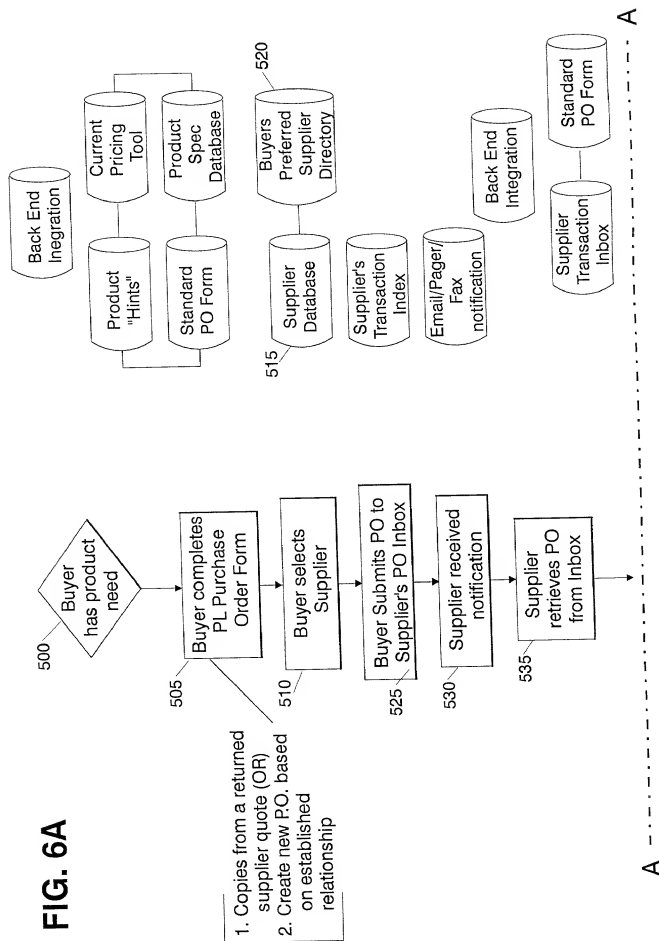 FIG. 6A
500
Buyer
has product
need
505
Buyer completes
PL Purchase
Order Form
1. Copies from a returned
supplier quote (OR)
2. Create new P.O. based
on established
relationship
510
Buyer selects
Supplier
Buyer Submits PO to
Supplier's PO Inbox
525
530
Supplier received
notification
535
Supplier
retrieves PO
from Inbox
Back End
Inegration
Product
"Hints"
Current
Pricing
Tool
Standard
PO Form
Product
Spec
Database
515
Supplier
Database
520
Buyers
Preferred
Supplier
Directory
Supplier's
Transaction
Index
Email/Pager/
Fax
notification
Back End
Integration
Supplier
Transaction
Inbox
Standard
PO Form
A
A